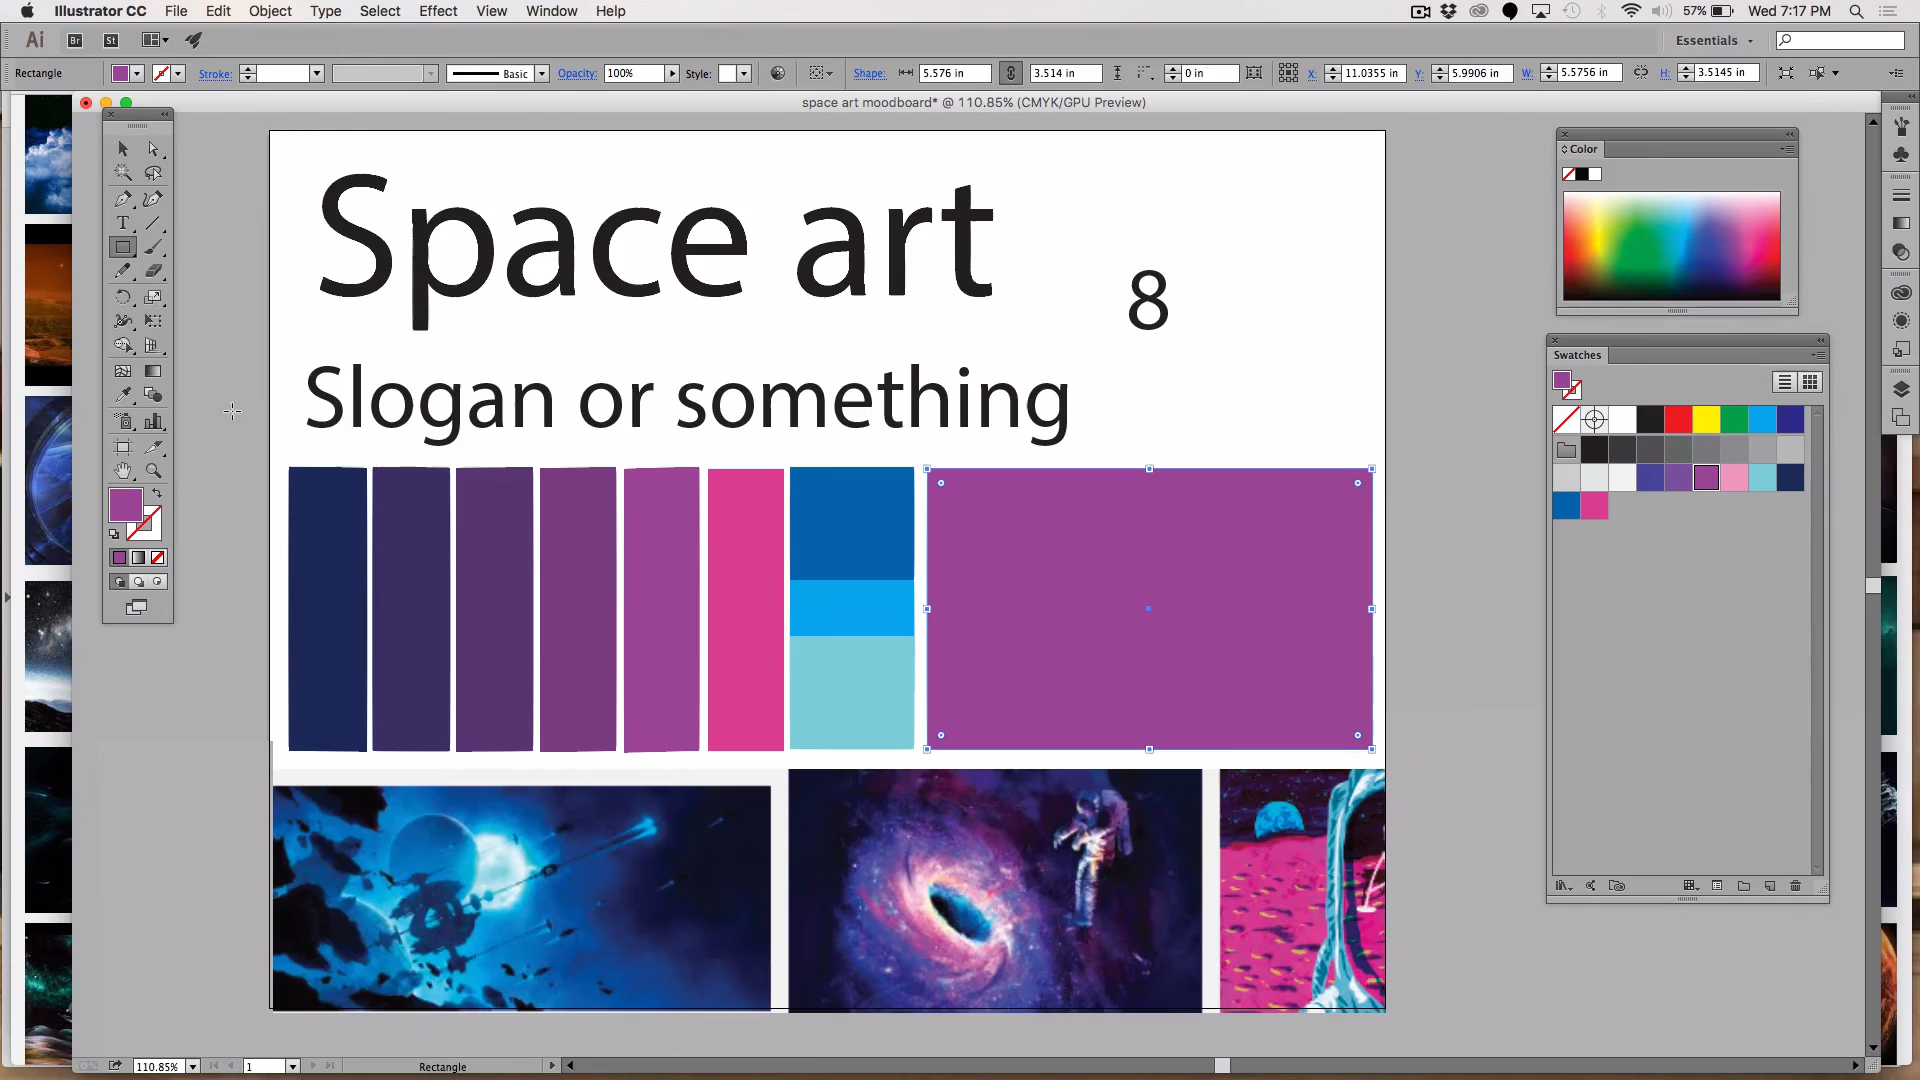 Illustrator CC File Edit Object Type Select Effect View Window Help 57% Wed 7:17 PM
Ai Br St Essentials
Rectangle Stroke: Basic Opacity: 100% Style: Shape: 5.576 in 3.514 in 0 in X: 11.0355 in Y: 5.9906 in W: 5.5756 in H: 3.5145 in
space art moodboard* @ 110.85% (CMYK/GPU Preview)
Color
Space art
8
Slogan or something
Swatches
110.85% 1 Rectangle